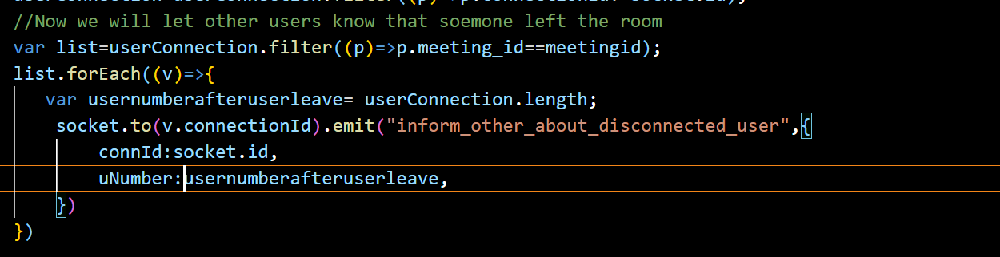 //Now we will let other users know that soemone left the room
var list=userConnection.filter((p)=>p.meeting_id==meetingid);
list.forEach((v)=>{
var usernumberafteruserleave= userConnection.length;
socket.to(v.connectionId).emit("inform_other_about_disconnected_user",{
connId:socket.id,
uNumber:usernumberafteruserleave,
})
})